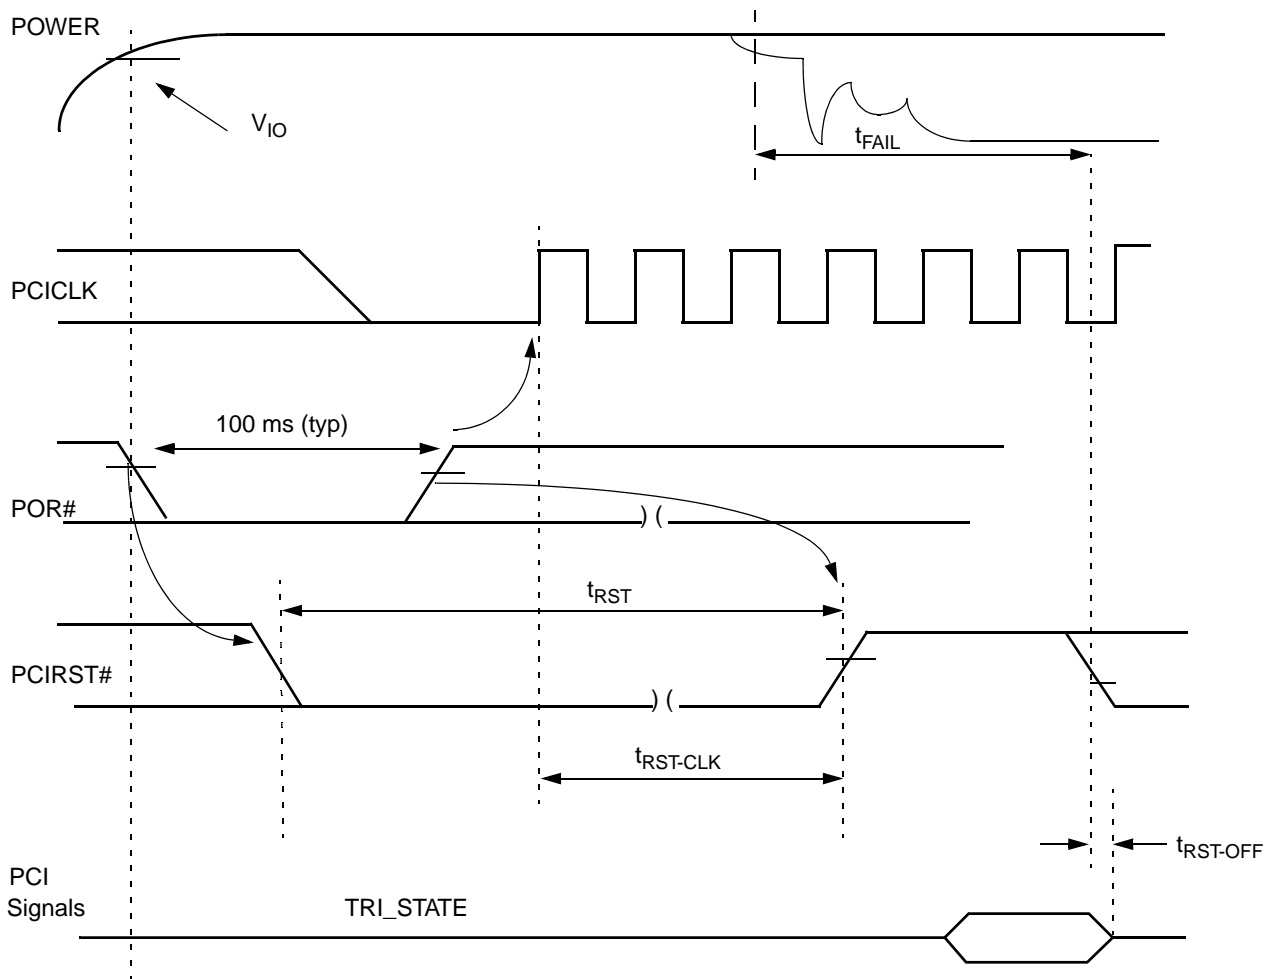 POWER
VIO
tFAIL
PCICLK
100 ms (typ)
POR#
) (
tRST
PCIRST#
) (
tRST-CLK
tRST-OFF
PCI
Signals
TRI_STATE